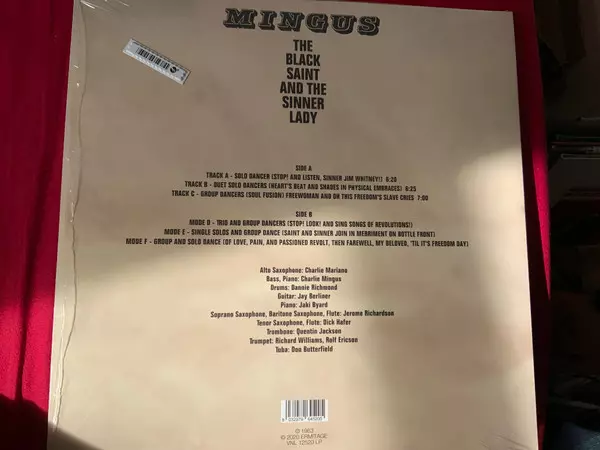 MINGUS
THE
BLACK
SAINT
AND THE
SINNER
LADY
SIDE A
TRACK A - SOLO DANCER (STOP! AND LISTEN, SINNER JIM WHITNEY!) 6:20
TRACK B - DUET SOLO DANCERS (HEART'S BEAT AND SHADES IN PHYSICAL EMBRACES) 6:25
TRACK C - GROUP DANCERS (SOUL FUSION) FREEWOMAN AND OH THIS FREEDOM'S SLAVE CRIES 7:00
SIDE B
MODE D - TRIO AND GROUP DANCERS (STOP! LOOK! AND SING SONGS OF REVOLUTIONS!)
MODE E - SINGLE SOLOS AND GROUP DANCE (SAINT AND SINNER JOIN IN MERRIMENT ON BATTLE FRONT)
MODE F - GROUP AND SOLO DANCE (OF LOVE, PAIN, AND PASSIONED REVOLT, THEN FAREWELL, MY BELOVED, 'TIL IT'S FREEDOM DAY)
Alto Saxophone: Charlie Mariano
Bass, Piano: Charlie Mingus
Drums: Dannie Richmond
Guitar: Jay Berliner
Piano: Jaki Byard
Soprano Saxophone, Baritone Saxophone, Flute: Jerome Richardson
Tenor Saxophone, Flute: Dick Hafer
Trombone: Quentin Jackson
Trumpet: Richard Williams, Rolf Ericson
Tuba: Don Butterfield
℗ 1963
© 2020 ERMITAGE
VNL 12520 LP